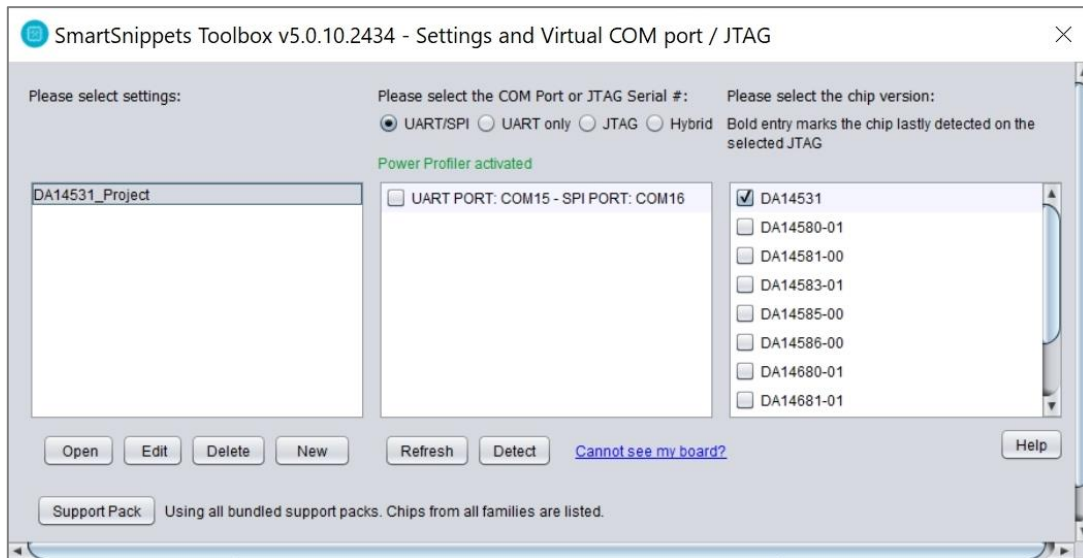 SmartSnippets Toolbox v5.0.10.2434 - Settings and Virtual COM port / JTAG
Please select settings:
DA14531_Project
Open Edit Delete New
Please select the COM Port or JTAG Serial #:
UART/SPI UART only JTAG Hybrid
Power Profiler activated
UART PORT: COM15 - SPI PORT: COM16
Refresh Detect Cannot see my board?
Please select the chip version:
Bold entry marks the chip lastly detected on the
selected JTAG
DA14531
DA14580-01
DA14581-00
DA14583-01
DA14585-00
DA14586-00
DA14680-01
DA14681-01
Help
Support Pack Using all bundled support packs. Chips from all families are listed.